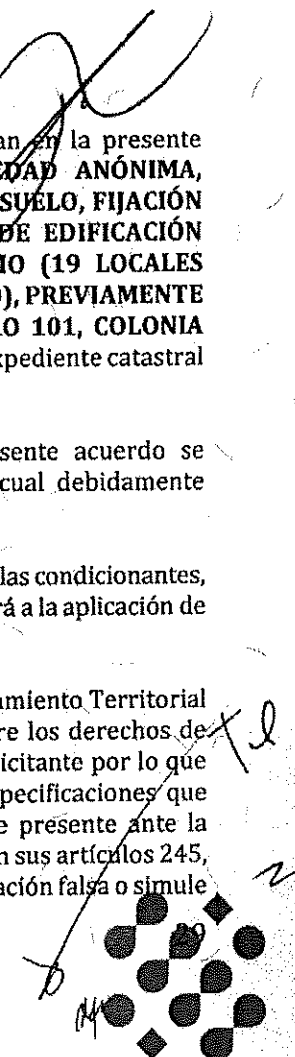 an en la presente
EDAD ANÓNIMA,
SUELO, FIJACIÓN
DE EDIFICACIÓN
IO (19 LOCALES
), PREVIAMENTE
O 101, COLONIA
xpediente catastral
sente acuerdo se
cual debidamente
las condicionantes,
rá a la aplicación de
amiento Territorial
re los derechos de
icitante por lo que
specificaciones que
e presente ante la
n sus artículos 245,
ación falsa o simule